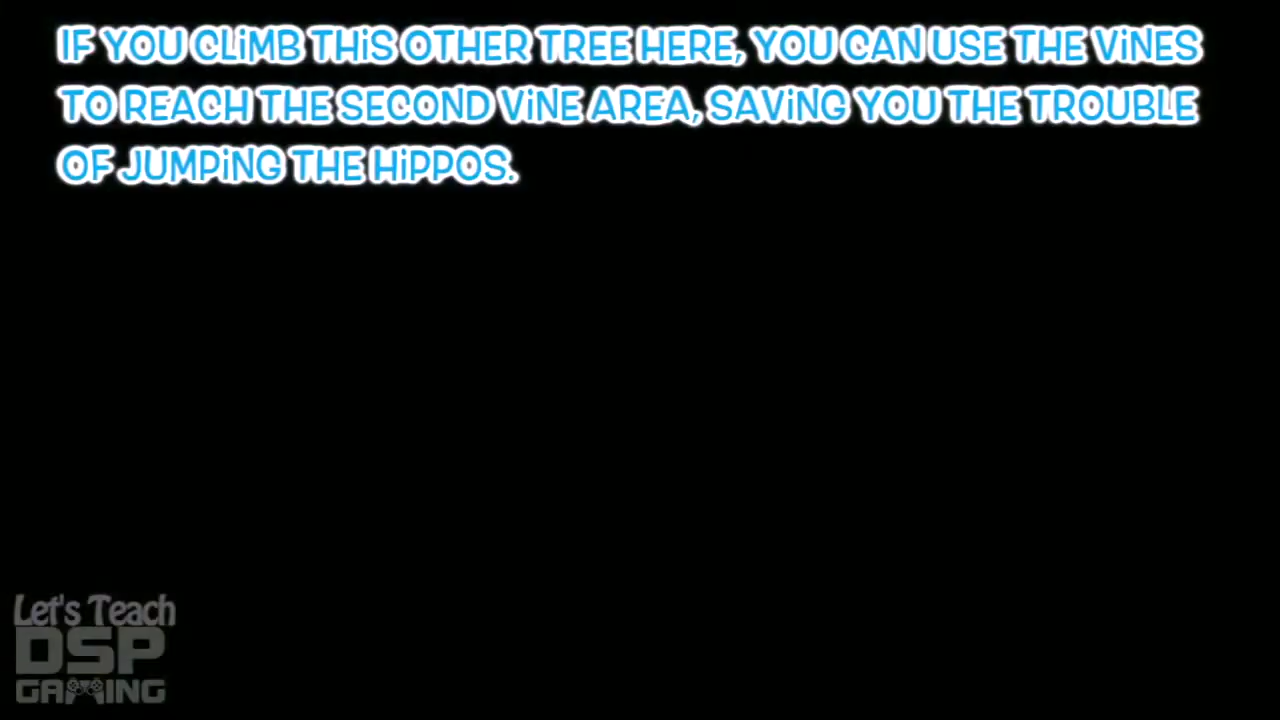 IF YOU CLiMB THiS OTHER TREE HERE, YOU CAN USE THE ViNES
TO REACH THE SECOND ViNE AREA, SAViNG YOU THE TROUBLE
OF JUMPiNG THE HiPPOS.
Let's Teach
DSP
GAMING